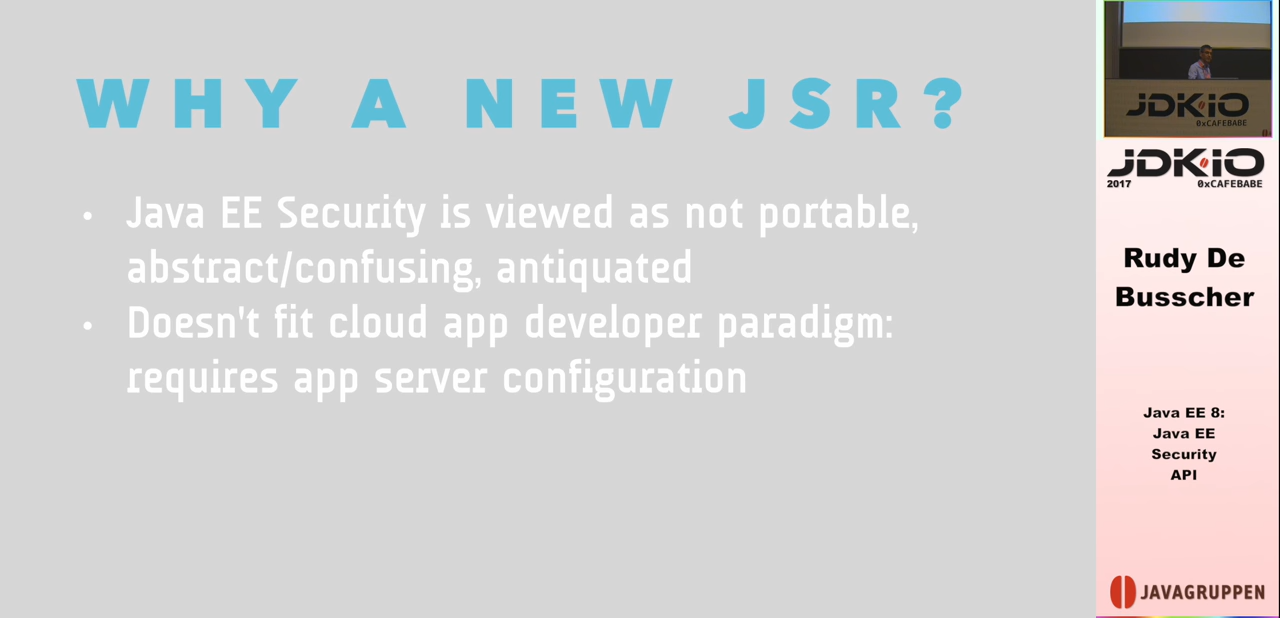 WHY A NEW JSR?
• Java EE Security is viewed as not portable,
abstract/confusing, antiquated
• Doesn't fit cloud app developer paradigm:
requires app server configuration
JDK.iO
0xCAFEBABE
JDK.iO
2017 0xCAFEBABE
Rudy De
Busscher
Java EE 8:
Java EE
Security
API
JAVAGRUPPEN